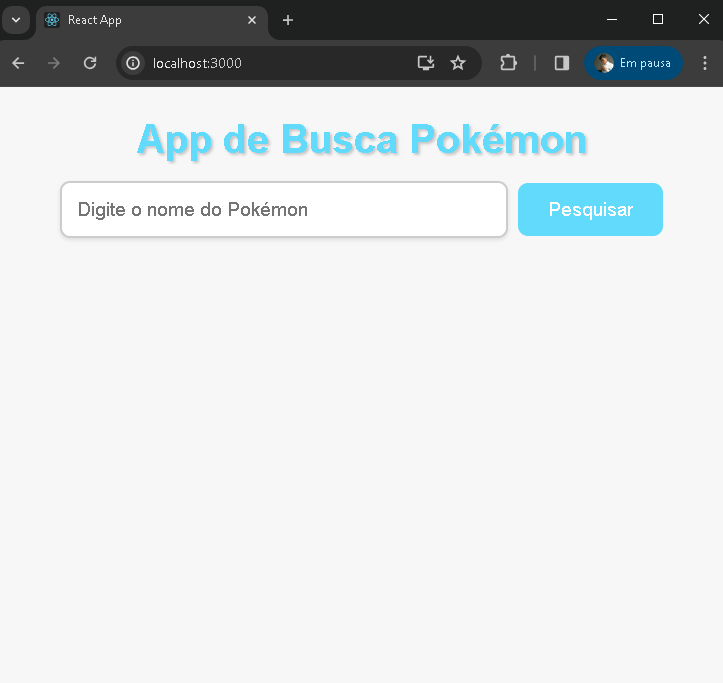 React App
localhost:3000
Em pausa
App de Busca Pokémon
Digite o nome do Pokémon
Pesquisar